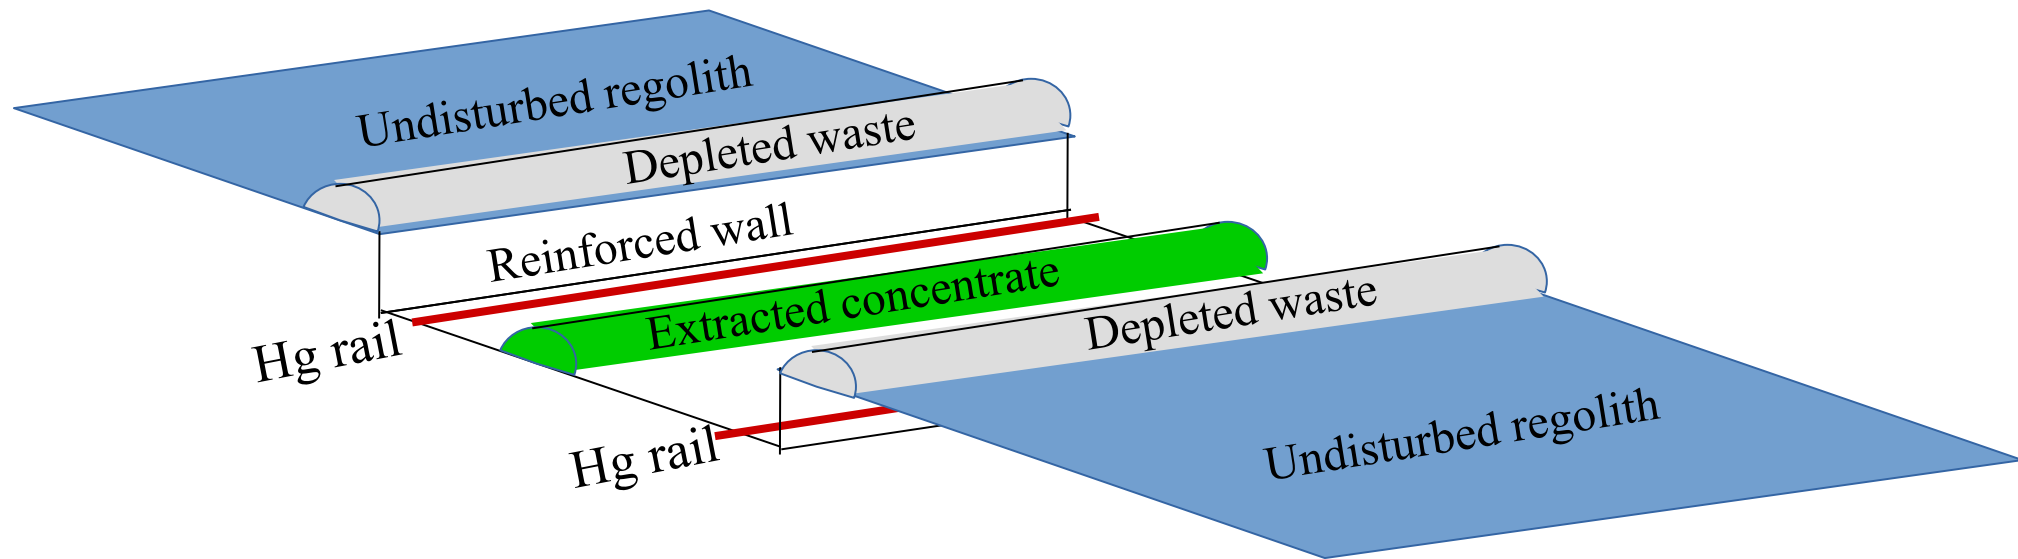 Undisturbed regolith
Depleted waste
Reinforced wall
Hg rail
Extracted concentrate
Depleted waste
Hg rail
Undisturbed regolith